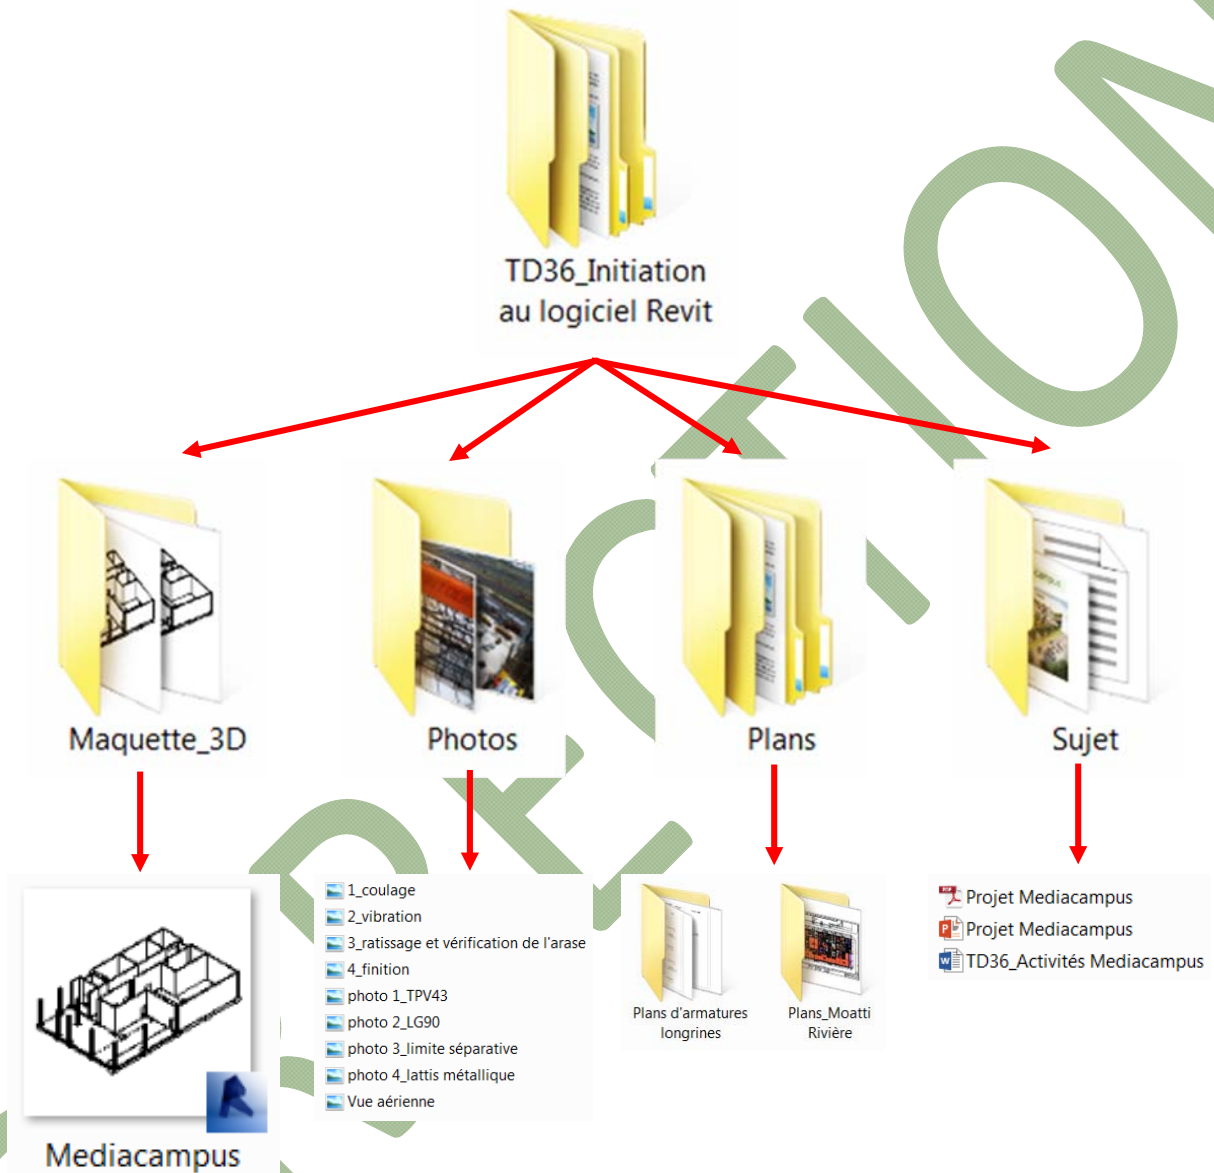 TD36_Initiation
au logiciel Revit
Maquette_3D
Photos
Plans
Sujet
Mediacampus
1_coulage
2_vibration
3_ratissage et vérification de l'arase
4_finition
photo 1_TPV43
photo 2_LG90
photo 3_limite séparative
photo 4_lattis métallique
Vue aérienne
Plans d'armatures
longrines
Plans_Moatti
Rivière
Projet Mediacampus
Projet Mediacampus
TD36_Activités Mediacampus